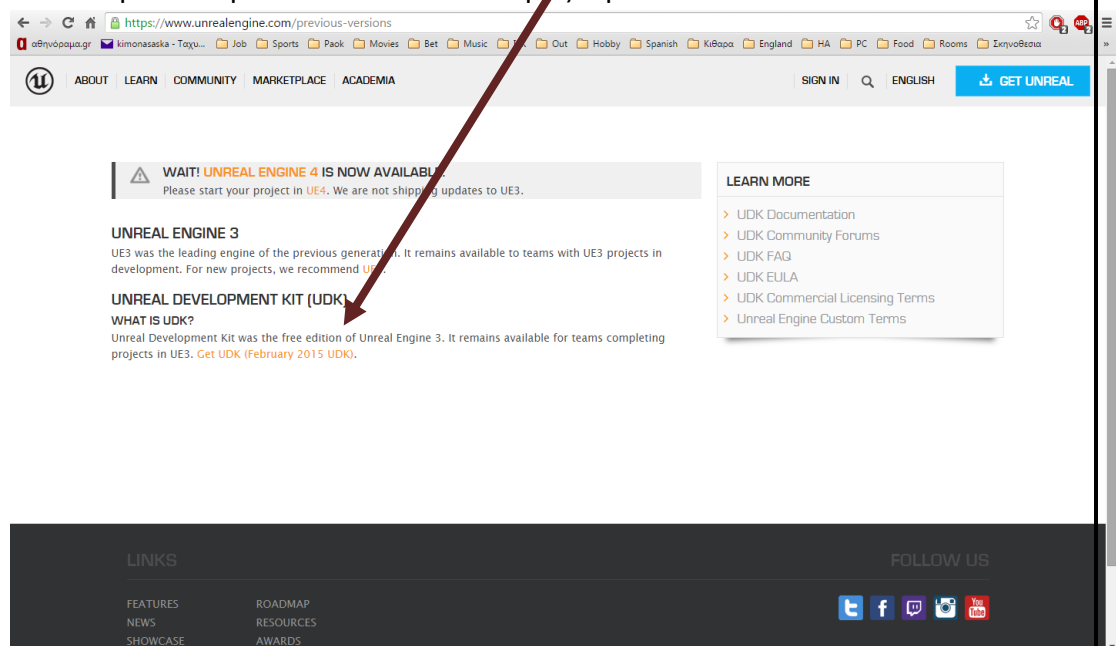 https://www.unrealengine.com/previous-versions
αθηνόραμα.gr kimonasaska - Ταχυ... Job Sports Paok Movies Bet Music Out Hobby Spanish Κιθαρα England HA PC Food Rooms Σκηνοθεσια »
ABOUT LEARN COMMUNITY MARKETPLACE ACADEMIA SIGN IN ENGLISH GET UNREAL
WAIT! UNREAL ENGINE 4 IS NOW AVAILABLE.
Please start your project in UE4. We are not shipping updates to UE3.
UNREAL ENGINE 3
UE3 was the leading engine of the previous generation. It remains available to teams with UE3 projects in
development. For new projects, we recommend
UNREAL DEVELOPMENT KIT (UDK)
WHAT IS UDK?
Unreal Development Kit was the free edition of Unreal Engine 3. It remains available for teams completing
projects in UE3. Get UDK (February 2015 UDK).
LEARN MORE
> UDK Documentation
> UDK Community Forums
> UDK FAQ
> UDK EULA
> UDK Commercial Licensing Terms
> Unreal Engine Custom Terms
LINKS
FOLLOW US
FEATURES ROADMAP
NEWS RESOURCES
SHOWCASE AWARDS
You Tube